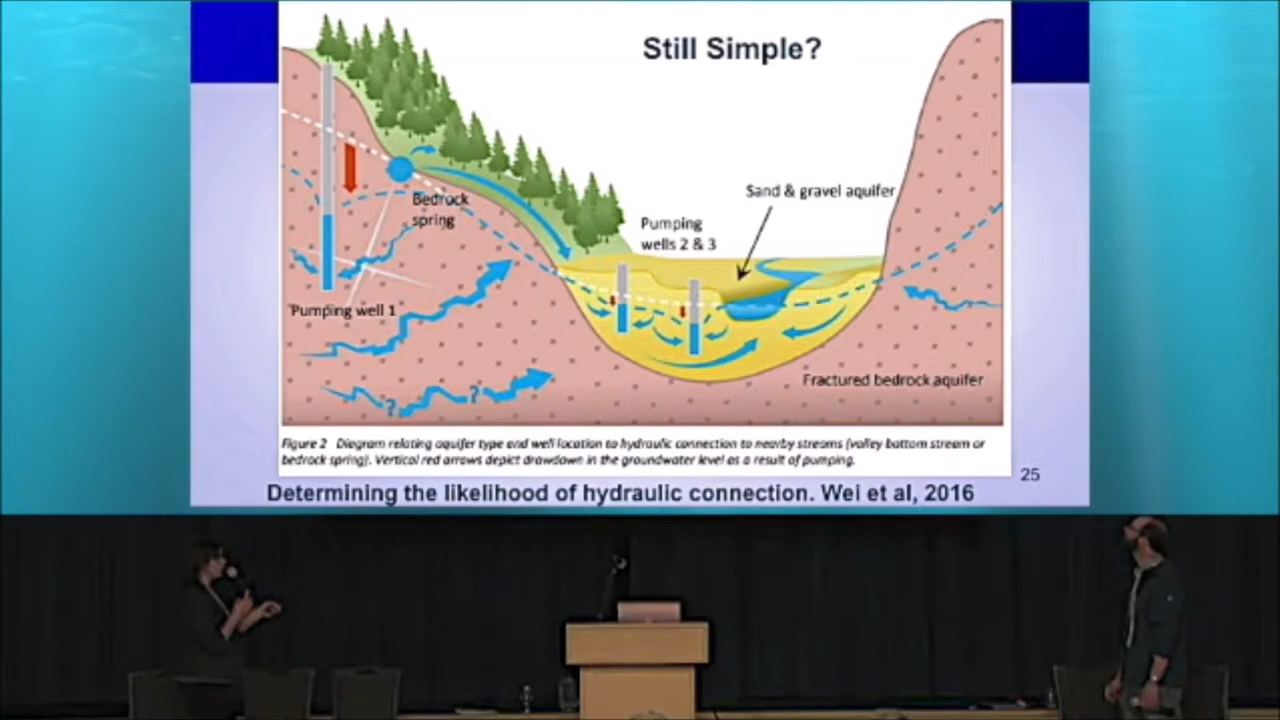 Still Simple?
Sand & gravel aquifer
Bedrock
spring
Pumping
wells 2 & 3
Pumping well 1
Fractured bedrock aquifer
?
?
Figure 2 Diagram relating aquifer type and well location to hydraulic connection to nearby streams (valley bottom stream or
bedrock spring). Vertical red arrows depict drawdown in the groundwater level as a result of pumping.
25
Determining the likelihood of hydraulic connection. Wei et al, 2016